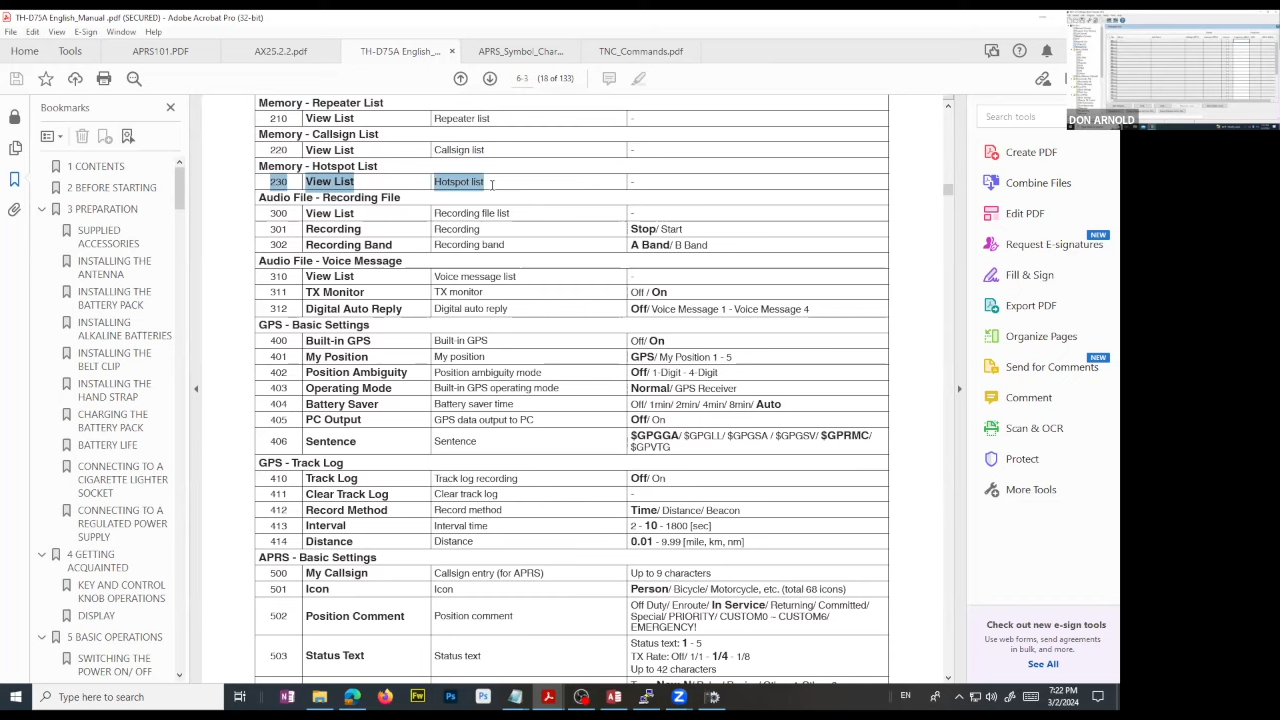 TH-D75A English_Manual .pdf (SECURED) - Adobe Acrobat Pro (32-bit)
File Edit View E-Sign Window Help
Home Tools APRS101.PDF AX25.2.2.pdf
(1 of 133)
Bookmarks
1 CONTENTS
2 BEFORE STARTING
3 PREPARATION
SUPPLIED
ACCESSORIES
INSTALLING THE
ANTENNA
INSTALLING THE
BATTERY PACK
INSTALLING
ALKALINE BATTERIES
INSTALLING THE
BELT CLIP
INSTALLING THE
HAND STRAP
CHARGING THE
BATTERY PACK
BATTERY LIFE
CONNECTING TO A
CIGARETTE LIGHTER
SOCKET
CONNECTING TO A
REGULATED POWER
SUPPLY
4 GETTING
ACQUAINTED
KEY AND CONTROL
KNOB OPERATIONS
DISPLAY
5 BASIC OPERATIONS
SWITCHING THE
POWER ON/ OFF
Memory - Repeater List
210 View List Repeater list -
Memory - Callsign List
220 View List Callsign list -
Memory - Hotspot List
230 View List Hotspot list -
Audio File - Recording File
300 View List Recording file list -
301 Recording Recording Stop/ Start
302 Recording Band Recording band A Band/ B Band
Audio File - Voice Message
310 View List Voice message list -
311 TX Monitor TX monitor Off / On
312 Digital Auto Reply Digital auto reply Off/ Voice Message 1 - Voice Message 4
GPS - Basic Settings
400 Built-in GPS Built-in GPS Off/ On
401 My Position My position GPS/ My Position 1 - 5
402 Position Ambiguity Position ambiguity mode Off/ 1-Digit - 4-Digit
403 Operating Mode Built-in GPS operating mode Normal/ GPS Receiver
404 Battery Saver Battery saver time Off/ 1min/ 2min/ 4min/ 8min/ Auto
405 PC Output GPS data output to PC Off/ On
406 Sentence Sentence $GPGGA/ $GPGLL/ $GPGSA / $GPGSV/ $GPRMC/
$GPVTG
GPS - Track Log
410 Track Log Track log recording Off/ On
411 Clear Track Log Clear track log -
412 Record Method Record method Time/ Distance/ Beacon
413 Interval Interval time 2 - 10 - 1800 [sec]
414 Distance Distance 0.01 - 9.99 [mile, km, nm]
APRS - Basic Settings
500 My Callsign Callsign entry (for APRS) Up to 9 characters
501 Icon Icon Person/ Bicycle/ Motorcycle, etc. (total 68 icons)
502 Position Comment Position comment Off Duty/ Enroute/ In Service/ Returning/ Committed/
Special/ PRIORITY/ CUSTOM0 ~ CUSTOM6/
EMERGENCY!
503 Status Text Status text Status text: 1 - 5
TX Rate: Off/ 1/1 - 1/4 - 1/8
Up to 42 characters
DON ARNOLD
Search tools
Create PDF
Combine Files
Edit PDF
NEW
Request E-signatures
Fill & Sign
Export PDF
Organize Pages
NEW
Send for Comments
Comment
Scan & OCR
Protect
More Tools
Check out new e-sign tools
Use web forms, send agreements
in bulk, and more.
See All
Type here to search
EN
7:22 PM
3/2/2024